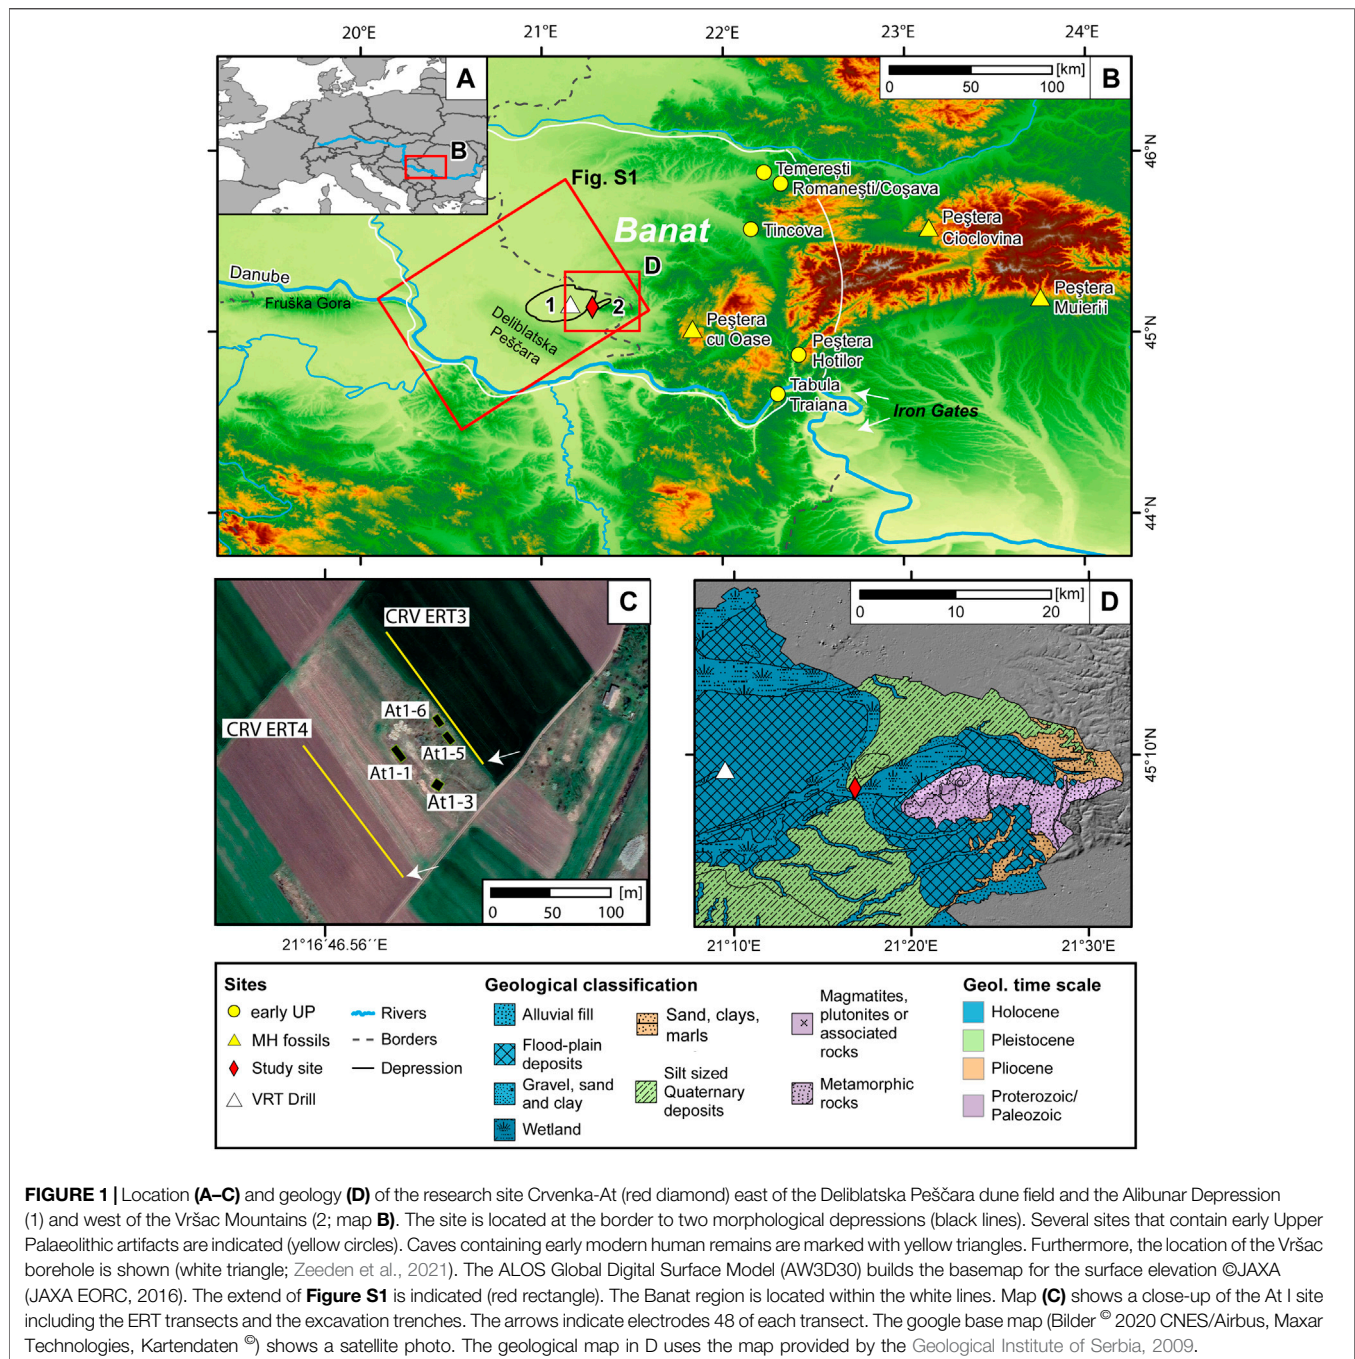 20°E
21°E
22°E
23°E
24°E
A
B
[km]
0
50
100
B
46°N
45°N
44°N
Fig. S1
Banat
Temereşti
Romaneşti/Coşava
Tincova
Peştera
Cioclovina
Peştera
Muierii
Danube
Fruška Gora
D
1
2
Deliblatska
Peščara
Peştera
cu Oase
Peştera
Hotilor
Tabula
Traiana
Iron Gates
C
CRV ERT3
CRV ERT4
At1-6
At1-5
At1-1
At1-3
[m]
0
50
100
21°16´46.56´´E
D
[km]
0
10
20
45°10'N
21°10'E
21°20'E
21°30'E
Sites
early UP
MH fossils
Study site
VRT Drill
Rivers
Borders
Depression
Geological classification
Alluvial fill
Flood-plain
deposits
Gravel, sand
and clay
Wetland
Sand, clays,
marls
Silt sized
Quaternary
deposits
Magmatites,
plutonites or
associated
rocks
Metamorphic
rocks
Geol. time scale
Holocene
Pleistocene
Pliocene
Proterozoic/
Paleozoic
FIGURE 1 | Location (A–C) and geology (D) of the research site Crvenka-At (red diamond) east of the Deliblatska Peščara dune field and the Alibunar Depression
(1) and west of the Vršac Mountains (2; map B). The site is located at the border to two morphological depressions (black lines). Several sites that contain early Upper
Palaeolithic artifacts are indicated (yellow circles). Caves containing early modern human remains are marked with yellow triangles. Furthermore, the location of the Vršac
borehole is shown (white triangle; Zeeden et al., 2021). The ALOS Global Digital Surface Model (AW3D30) builds the basemap for the surface elevation ©JAXA
(JAXA EORC, 2016). The extend of Figure S1 is indicated (red rectangle). The Banat region is located within the white lines. Map (C) shows a close-up of the At I site
including the ERT transects and the excavation trenches. The arrows indicate electrodes 48 of each transect. The google base map (Bilder © 2020 CNES/Airbus, Maxar
Technologies, Kartendaten ©) shows a satellite photo. The geological map in D uses the map provided by the Geological Institute of Serbia, 2009.